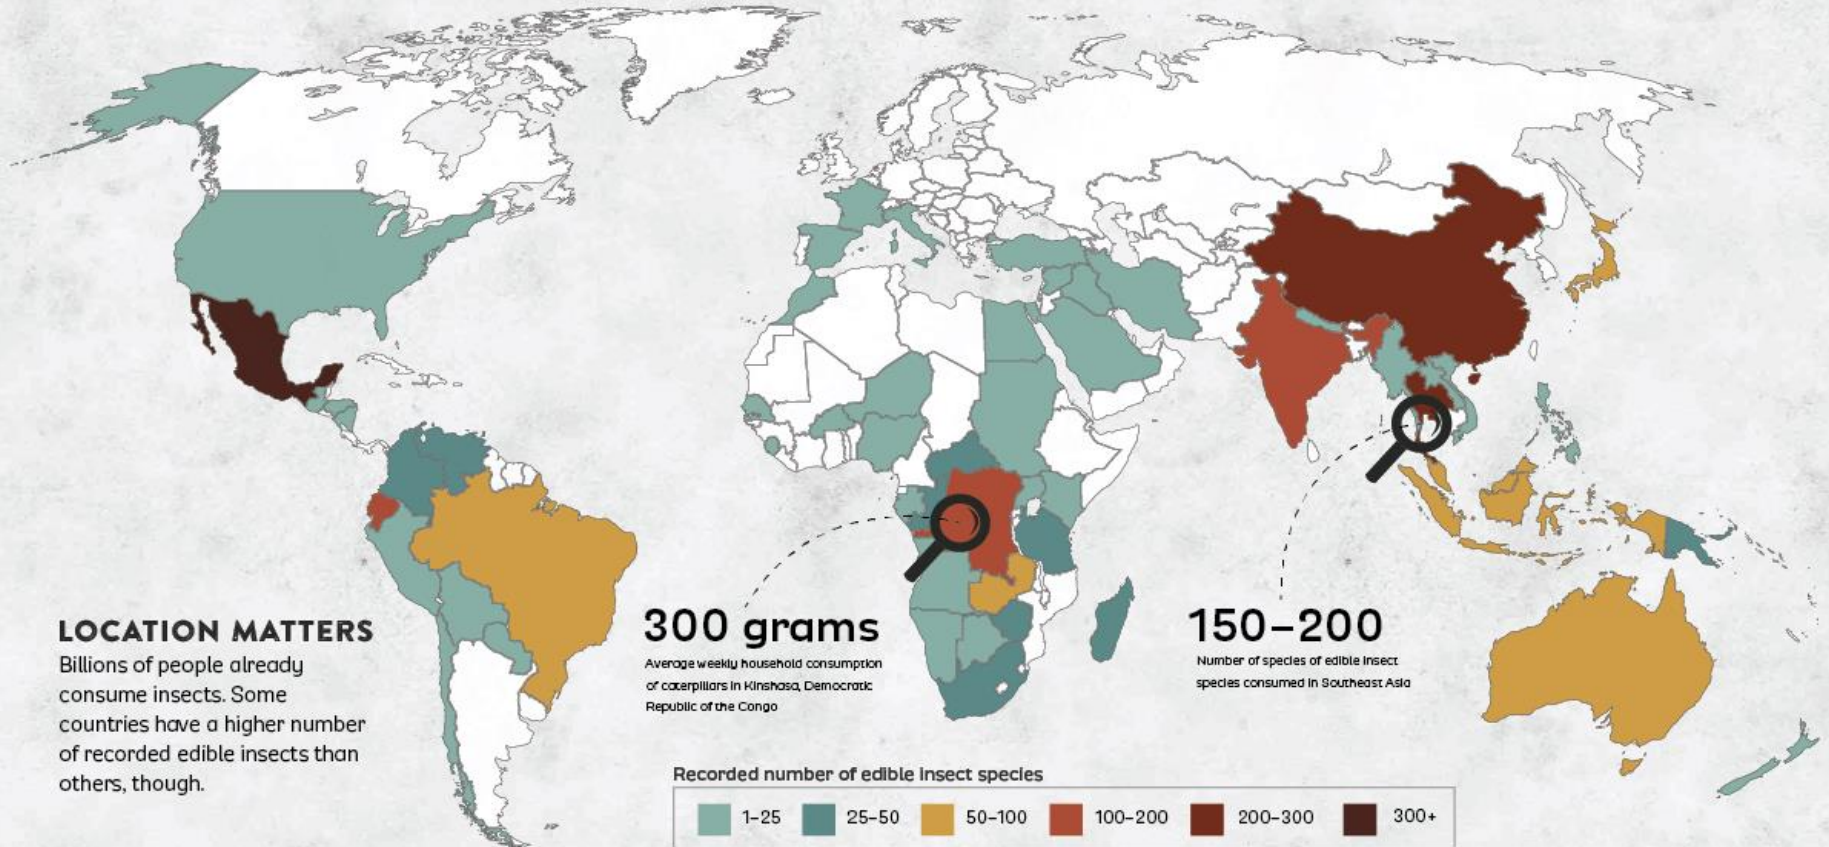 LOCATION MATTERS
Billions of people already
consume insects. Some
countries have a higher number
of recorded edible insects than
others, though.
300 grams
Average weekly household consumption
of caterpillars in Kinshasa, Democratic
Republic of the Congo
150–200
Number of species of edible insect
species consumed in Southeast Asia
Recorded number of edible insect species
1–25 25–50 50–100 100–200 200–300 300+